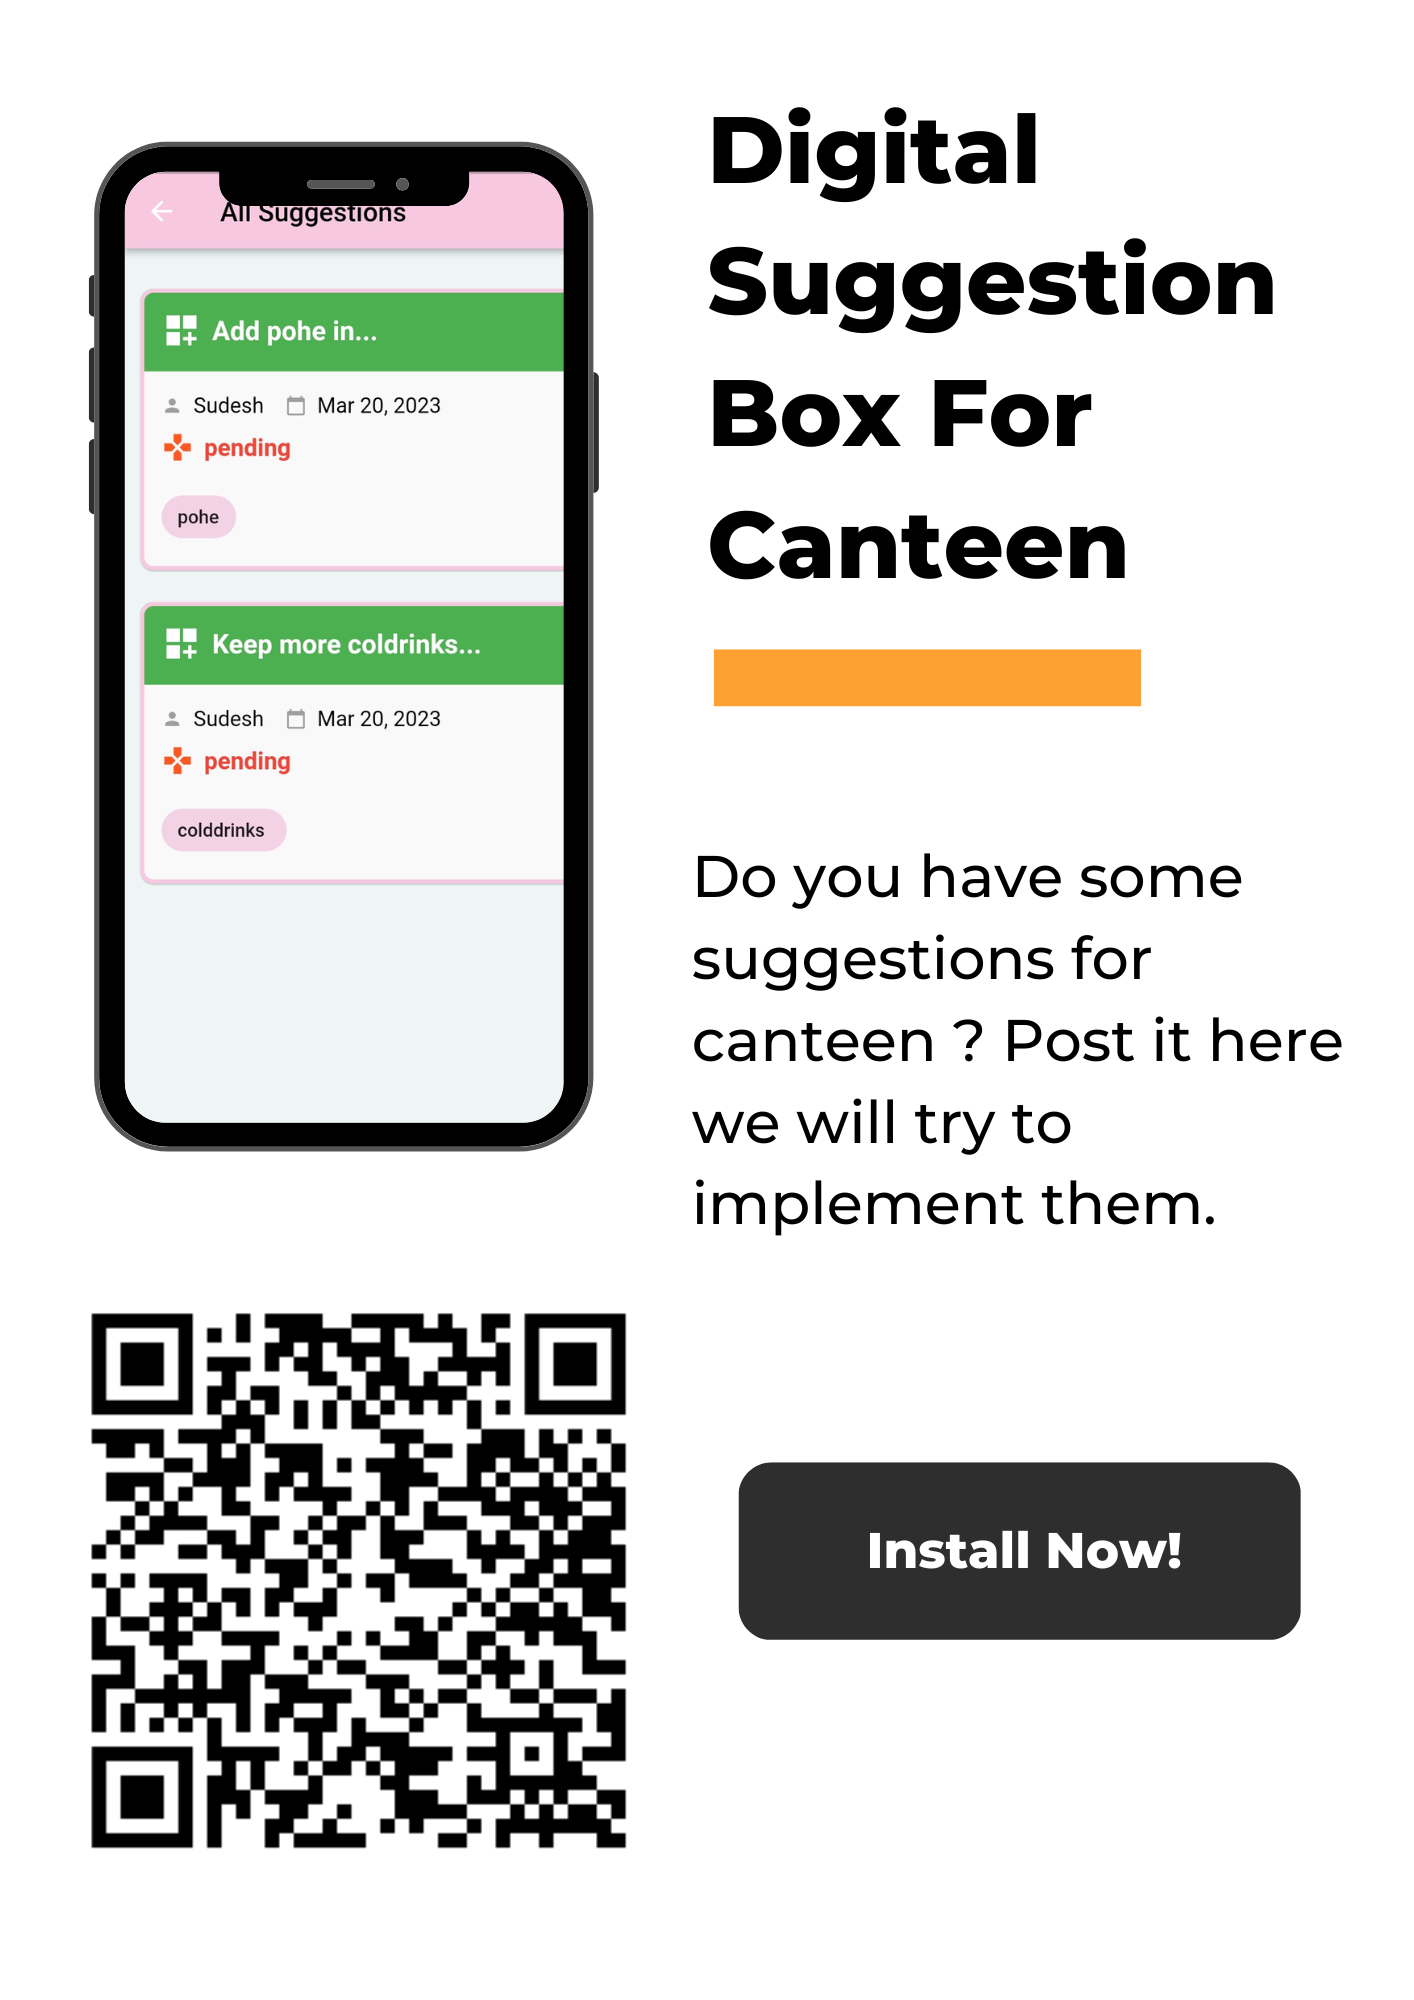 All Suggestions
Add pohe in...
Sudesh Mar 20, 2023
pending
pohe
Keep more coldrinks...
Sudesh Mar 20, 2023
pending
colddrinks
Digital
Suggestion
Box For
Canteen
Do you have some
suggestions for
canteen ? Post it here
we will try to
implement them.
Install Now!